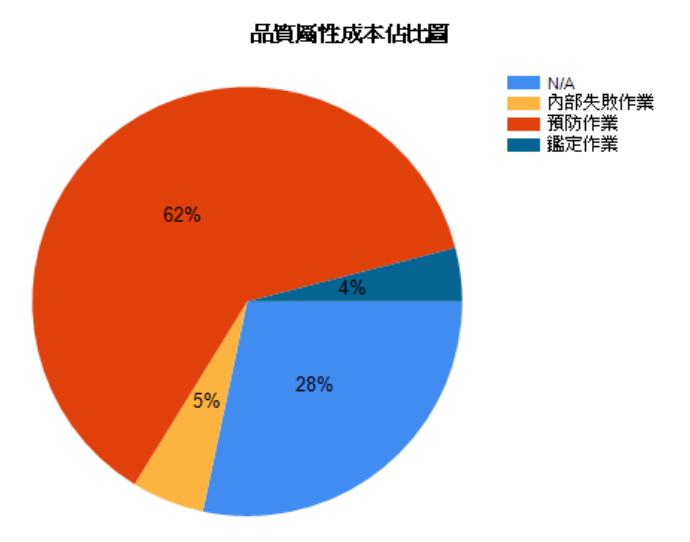 品質屬性成本佔比圖
N/A
內部失敗作業
預防作業
鑑定作業
62%
4%
28%
5%